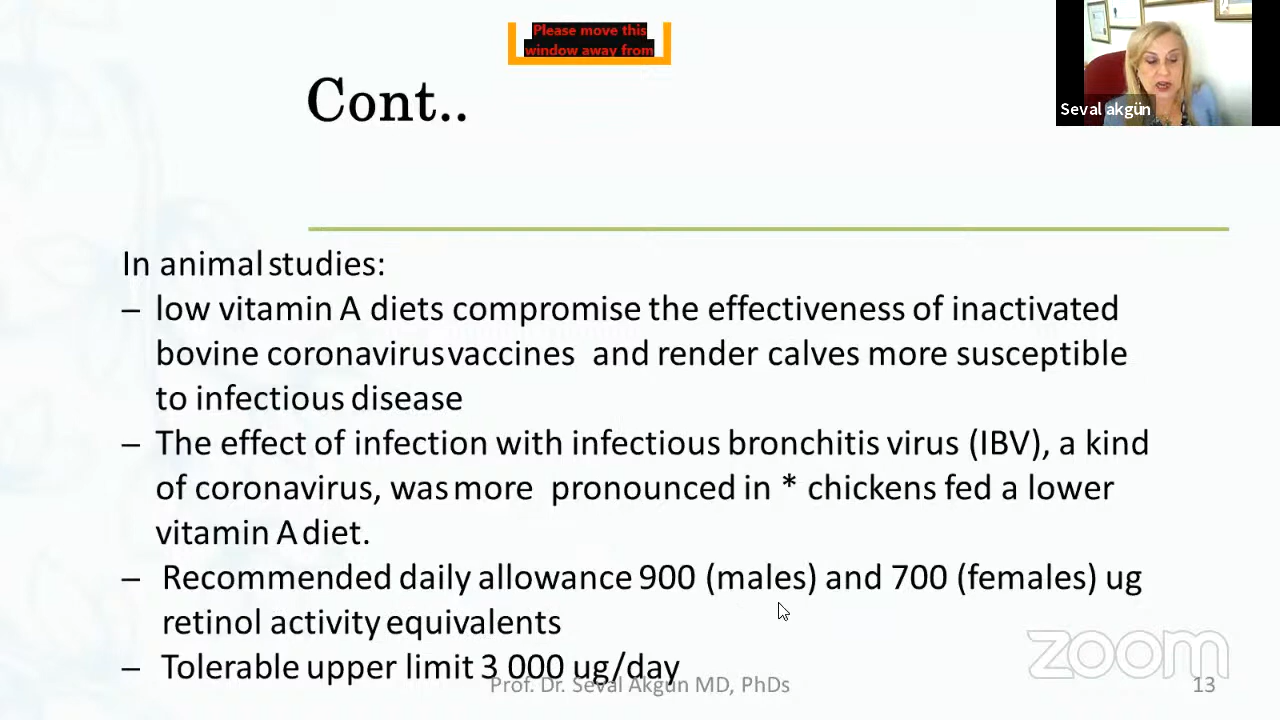 Please move this
window away from
Seval akgün
Cont..
In animal studies:
– low vitamin A diets compromise the effectiveness of inactivated
bovine coronavirus vaccines and render calves more susceptible
to infectious disease
– The effect of infection with infectious bronchitis virus (IBV), a kind
of coronavirus, was more pronounced in * chickens fed a lower
vitamin A diet.
– Recommended daily allowance 900 (males) and 700 (females) ug
retinol activity equivalents
– Tolerable upper limit 3 000 ug/day
Prof. Dr. Seval Akgun MD, PhDs
13
zoom